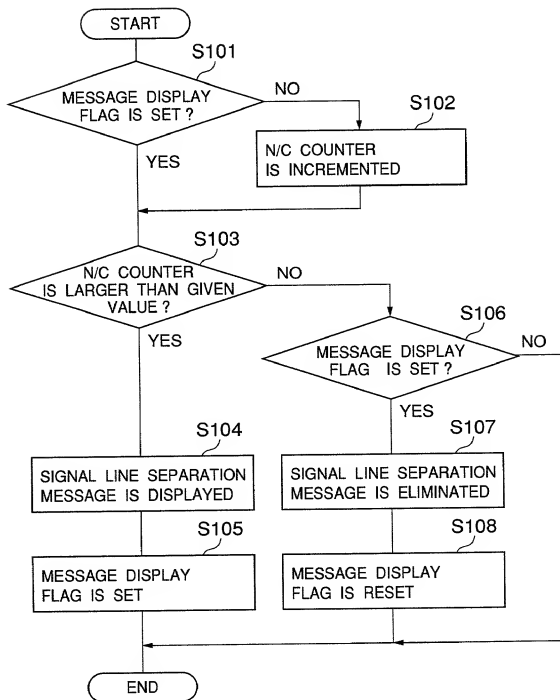 START
S101
MESSAGE DISPLAY
FLAG IS SET ?
NO
YES
S102
N/C COUNTER
IS INCREMENTED
S103
N/C COUNTER
IS LARGER THAN GIVEN
VALUE ?
NO
YES
S106
MESSAGE DISPLAY
FLAG IS SET ?
NO
YES
S104
SIGNAL LINE SEPARATION
MESSAGE IS DISPLAYED
S107
SIGNAL LINE SEPARATION
MESSAGE IS ELIMINATED
S105
MESSAGE DISPLAY
FLAG IS SET
S108
MESSAGE DISPLAY
FLAG IS RESET
END